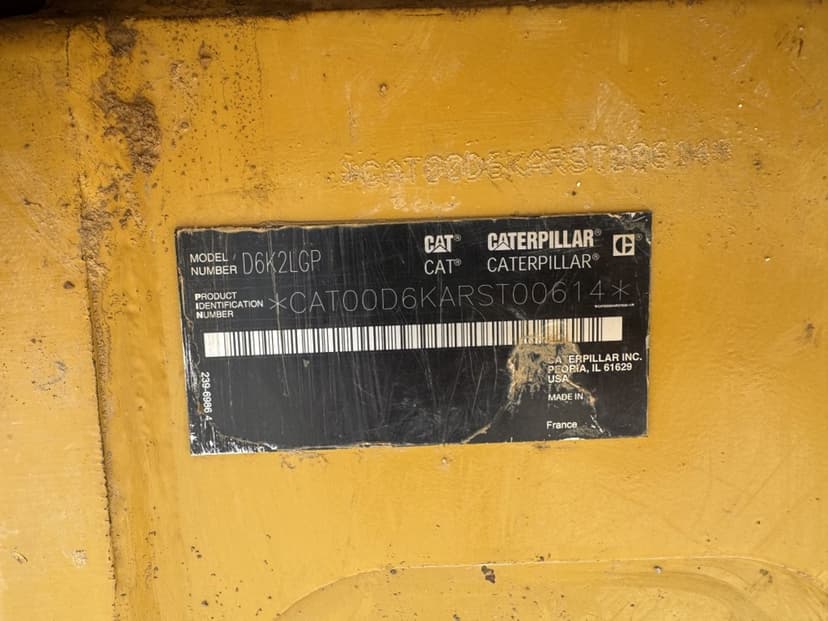 *CAT00D6KARST00614*
MODEL / NUMBER D6K2LGP
CAT® CATERPILLAR®
CAT® CATERPILLAR®
PRODUCT IDENTIFICATION NUMBER *CAT00D6KARST00614*
CATERPILLAR INC.
PEORIA, IL 61629
USA
MADE IN
France
239-6986 4